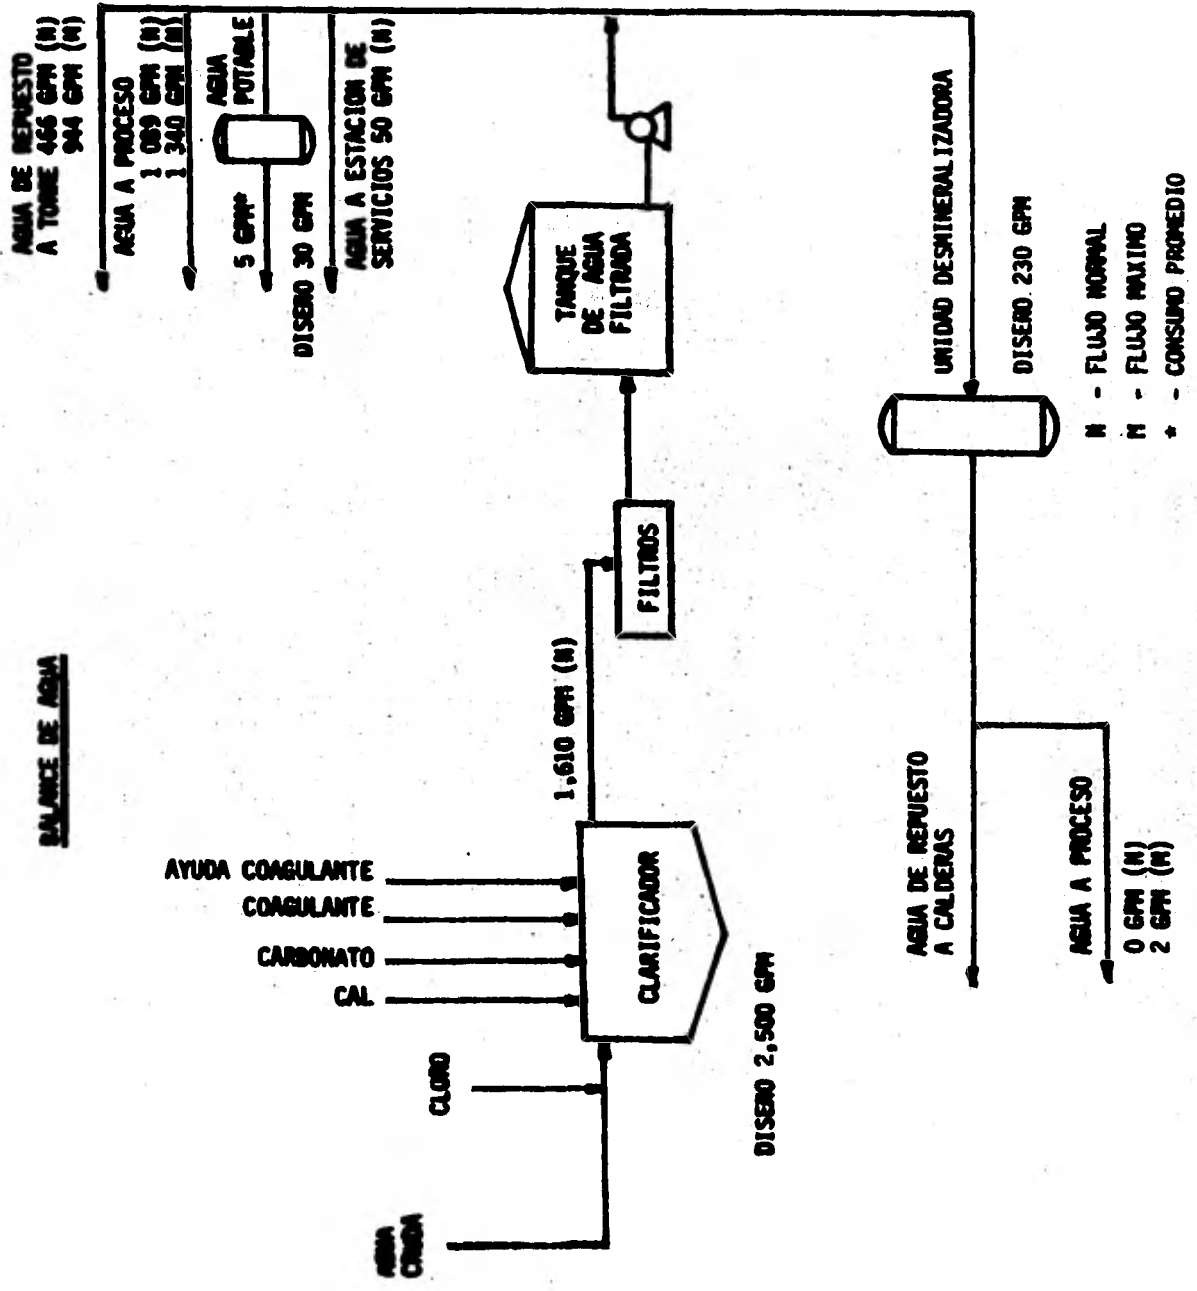 BALANCE DE AGUA
AGUA DE REPUESTO
A TORRE 466 GPM (N)
944 GPM (M)
AGUA A PROCESO
1 089 GPM (N)
1 340 GPM (M)
AGUA
POTABLE
5 GPM*
DISEÑO 30 GPM
AGUA A ESTACION DE
SERVICIOS 50 GPM (N)
AYUDA COAGULANTE
COAGULANTE
CARBONATO
CAL
CLORO
AGUA
CRUDA
CLARIFICADOR
DISEÑO 2,500 GPM
1,610 GPM (N)
FILTROS
TANQUE
DE AGUA
FILTRADA
UNIDAD DESMINERALIZADORA
DISEÑO 230 GPM
AGUA DE REPUESTO
A CALDERAS
AGUA A PROCESO
0 GPM (N)
2 GPM (M)
N - FLUJO NORMAL
M - FLUJO MAXIMO
* - CONSUMO PROMEDIO